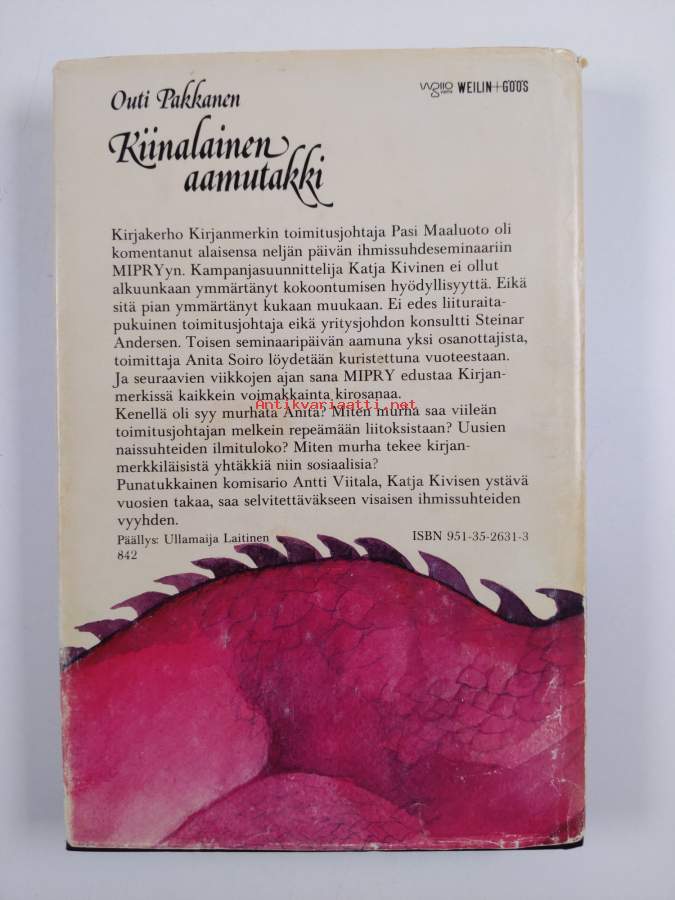 Outi Pakkanen
WEILIN+GÖÖS
Kiinalainen
aamutakki
Kirjakerho Kirjanmerkin toimitusjohtaja Pasi Maaluoto oli
komentanut alaisensa neljän päivän ihmissuhdeseminaariin
MIPRYyn. Kampanjasuunnittelija Katja Kivinen ei ollut
alkuunkaan ymmärtänyt kokoontumisen hyödyllisyyttä. Eikä
sitä pian ymmärtänyt kukaan muukaan. Ei edes liituraita-
pukuinen toimitusjohtaja eikä yritysjohdon konsultti Steinar
Andersen. Toisen seminaaripäivän aamuna yksi osanottajista,
toimittaja Anita Soiro löydetään kuristettuna vuoteestaan.
Ja seuraavien viikkojen ajan sana MIPRY edustaa Kirjan-
merkissä kaikkein voimakkainta kirosanaa.
Antikvariaatti.net
Kenellä oli syy murhata Anita? Miten murha saa viileän
toimitusjohtajan melkein repeämään liitoksistaan? Uusien
naissuhteiden ilmituloko? Miten murha tekee kirjan-
merkkiläisistä yhtäkkiä niin sosiaalisia?
Punatukkainen komisario Antti Viitala, Katja Kivisen ystävä
vuosien takaa, saa selvitettäväkseen visaisen ihmissuhteiden
vyyhden.
Päällys: Ullamaija Laitinen ISBN 951-35-2631-3
842